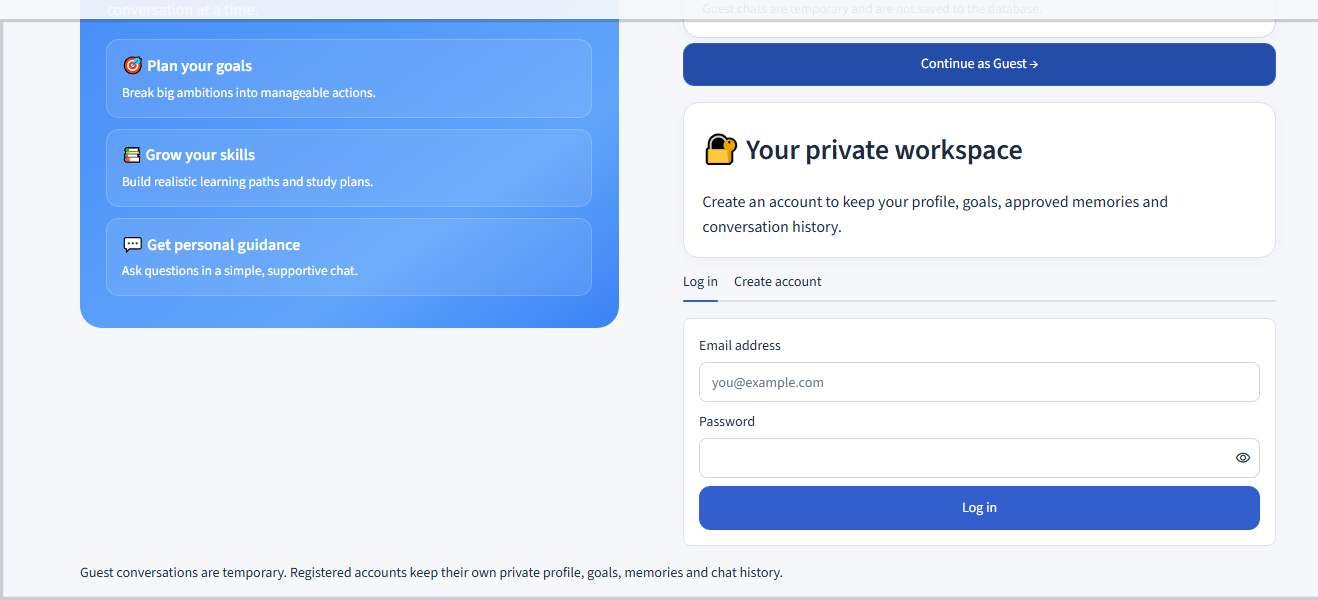 conversation at a time.
🎯 Plan your goals
Break big ambitions into manageable actions.
📚 Grow your skills
Build realistic learning paths and study plans.
💬 Get personal guidance
Ask questions in a simple, supportive chat.
Guest chats are temporary and are not saved to the database.
Continue as Guest →
🔐 Your private workspace
Create an account to keep your profile, goals, approved memories and
conversation history.
Log in Create account
Email address
you@example.com
Password
Log in
Guest conversations are temporary. Registered accounts keep their own private profile, goals, memories and chat history.